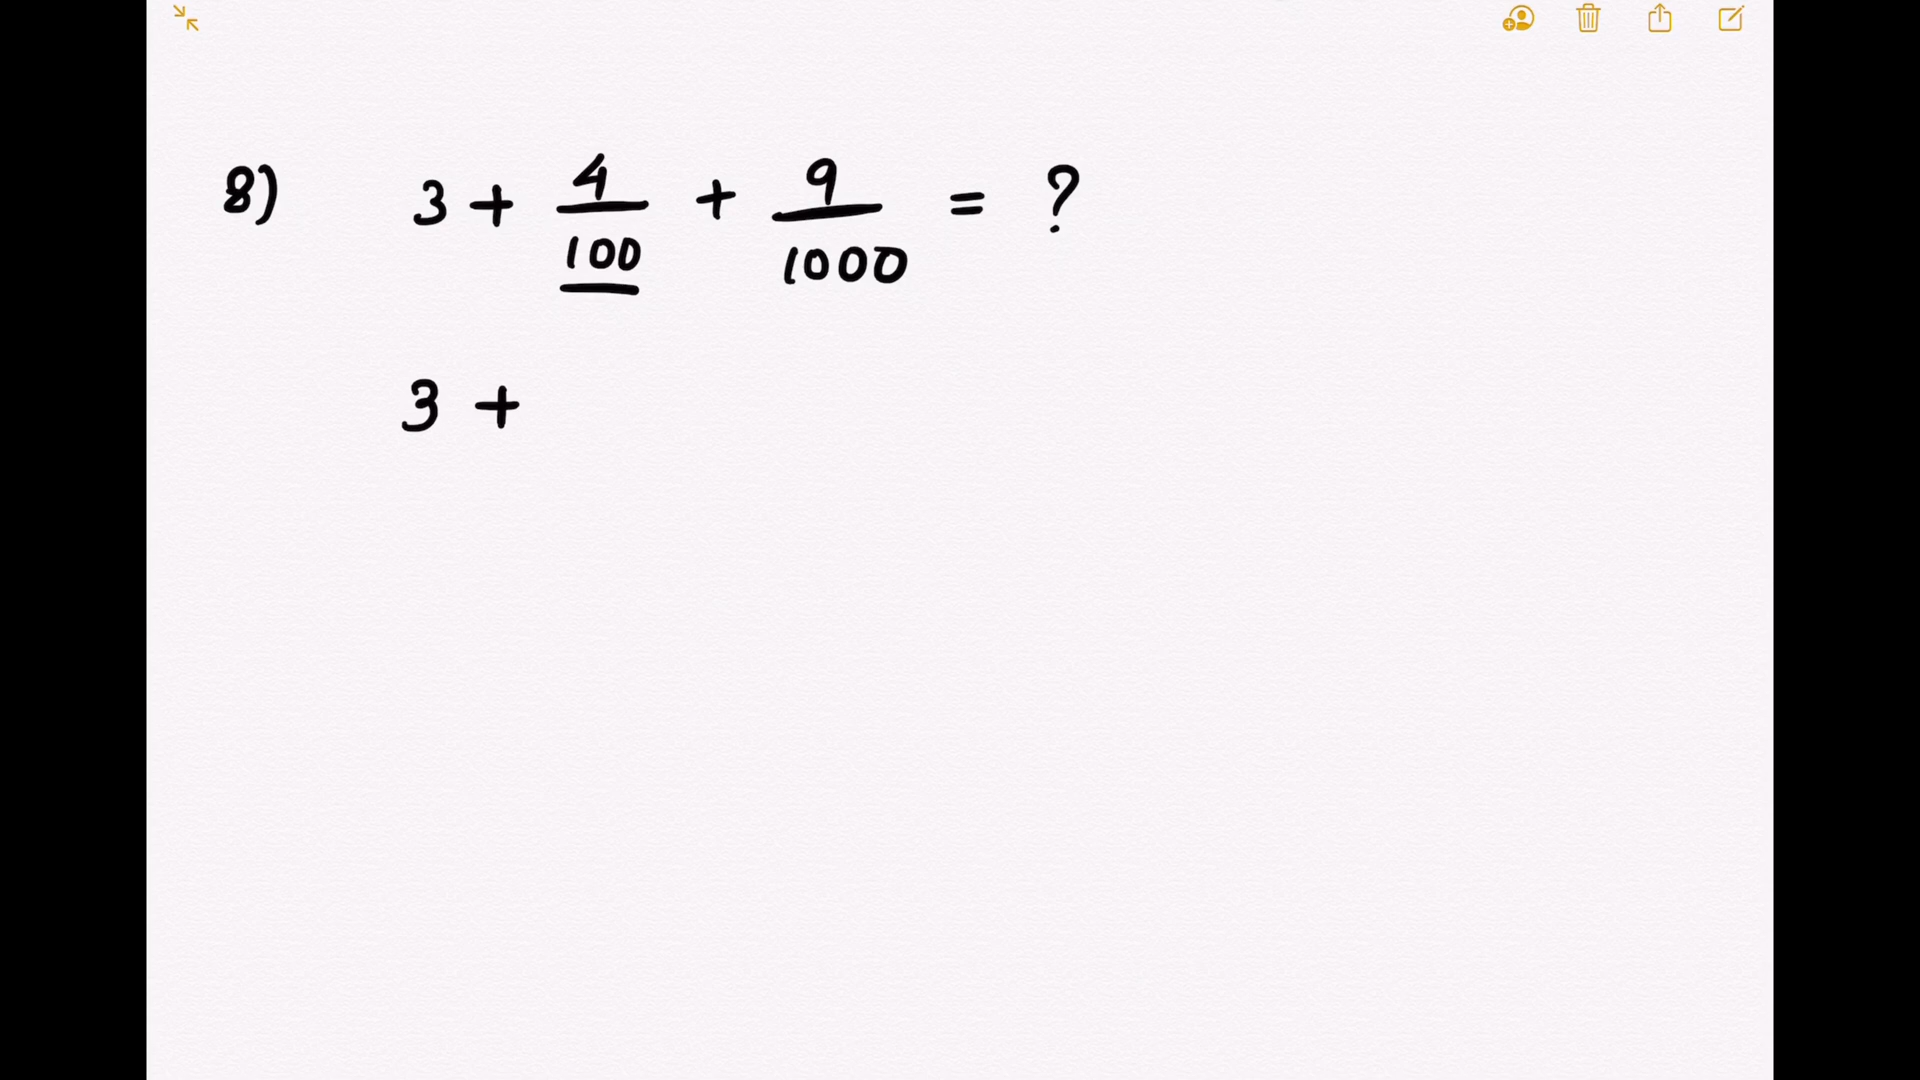 8) 3 + 4/100 + 9/1000 = ?
3 +